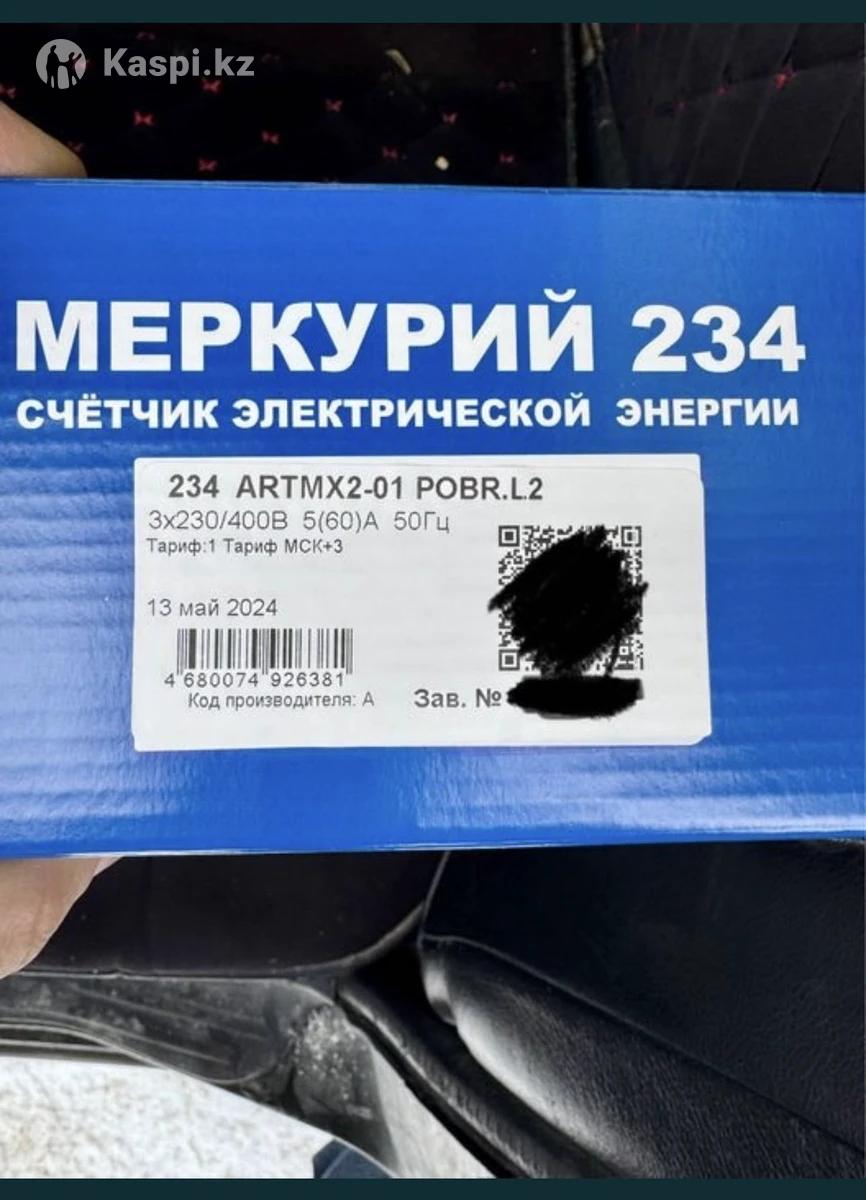 Kaspi.kz
МЕРКУРИЙ 234
СЧЁТЧИК ЭЛЕКТРИЧЕСКОЙ ЭНЕРГИИ
234 ARTMX2-01 POBR.L2
3x230/400В 5(60)А 50Гц
Тариф:1 Тариф МСК+3
13 май 2024
4 680074 926381
Код производителя: А
Зав. №